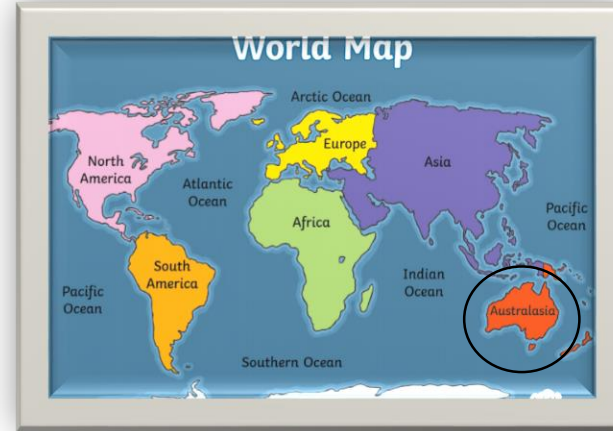 World Map
Arctic Ocean
Europe
North
America
Asia
Atlantic
Ocean
Africa
Pacific
Ocean
South
America
Indian
Ocean
Pacific
Ocean
Australasia
Southern Ocean